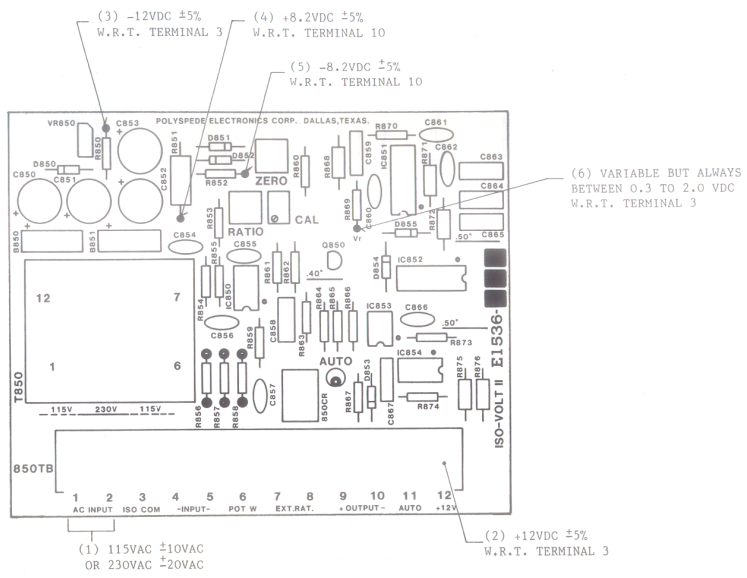 (3) -12VDC ±5%
W.R.T. TERMINAL 3
(4) +8.2VDC ±5%
W.R.T. TERMINAL 10
(5) -8.2VDC ±5%
W.R.T. TERMINAL 10
POLYSPEDE ELECTRONICS CORP. DALLAS, TEXAS.
VR850
C853
R850
R851
D851
D852
R852
ZERO
R860
R868
C859
R870
IC851
C861
R871
C862
C863
C864
C865
D850
C850
C851
C852
R853
RATIO
CAL
R869
C860
Vr
D855
R872
.50"
(6) VARIABLE BUT ALWAYS
BETWEEN 0.3 TO 2.0 VDC
W.R.T. TERMINAL 3
B850
B851
C854
R855
C855
Q850
D854
IC852
12
7
R854
IC850
R861
R862
.40"
R864
R865
R866
IC853
C866
C856
R859
C858
R863
.50"
R873
1
6
AUTO
IC854
R875
R876
T850
115V
230V
115V
R856
R857
R858
C857
850CR
R867
D853
C867
R874
ISO-VOLT II E1536-
850TB
1 2 3 4 5 6 7 8 9 10 11 12
AC INPUT ISO COM -INPUT- POT W EXT.RAT. +OUTPUT- AUTO +12V
(1) 115VAC ±10VAC
OR 230VAC ±20VAC
(2) +12VDC ±5%
W.R.T. TERMINAL 3